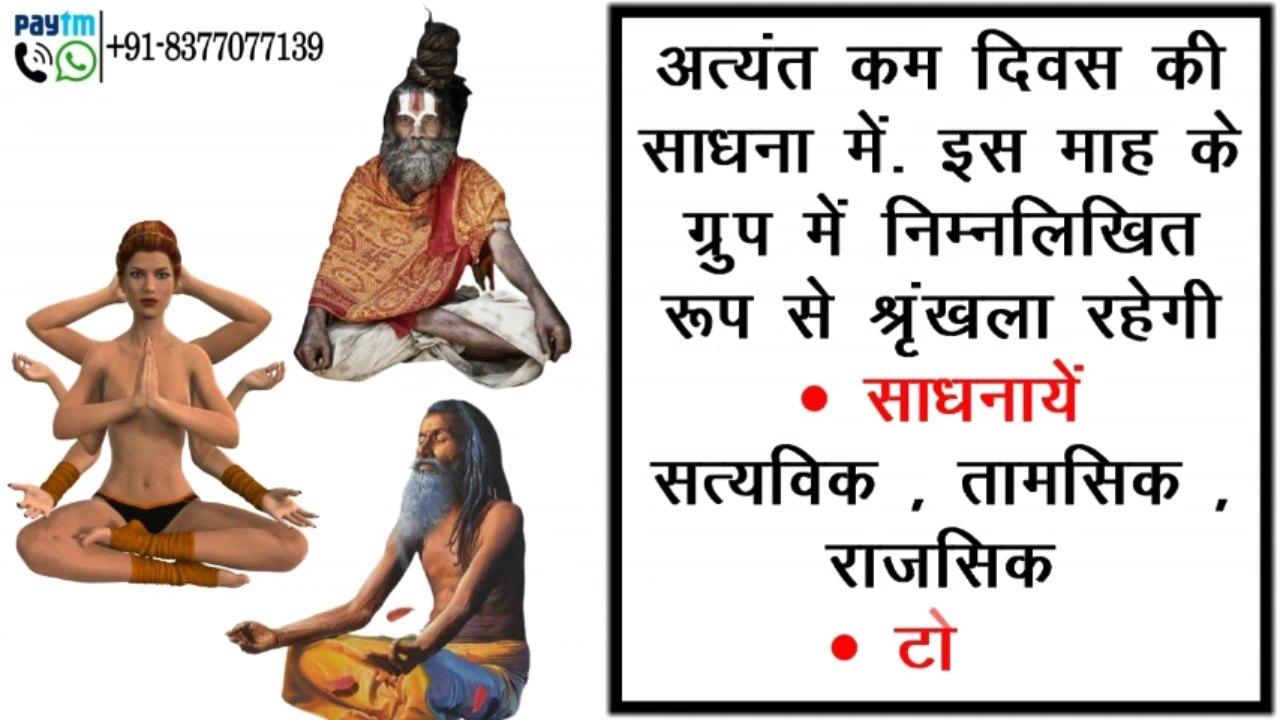 paytm
+91-8377077139
अत्यंत कम दिवस की
साधना में. इस माह के
ग्रुप में निम्नलिखित
रूप से श्रृंखला रहेगी
• साधनायें
सत्यविक , तामसिक ,
राजसिक
• टो